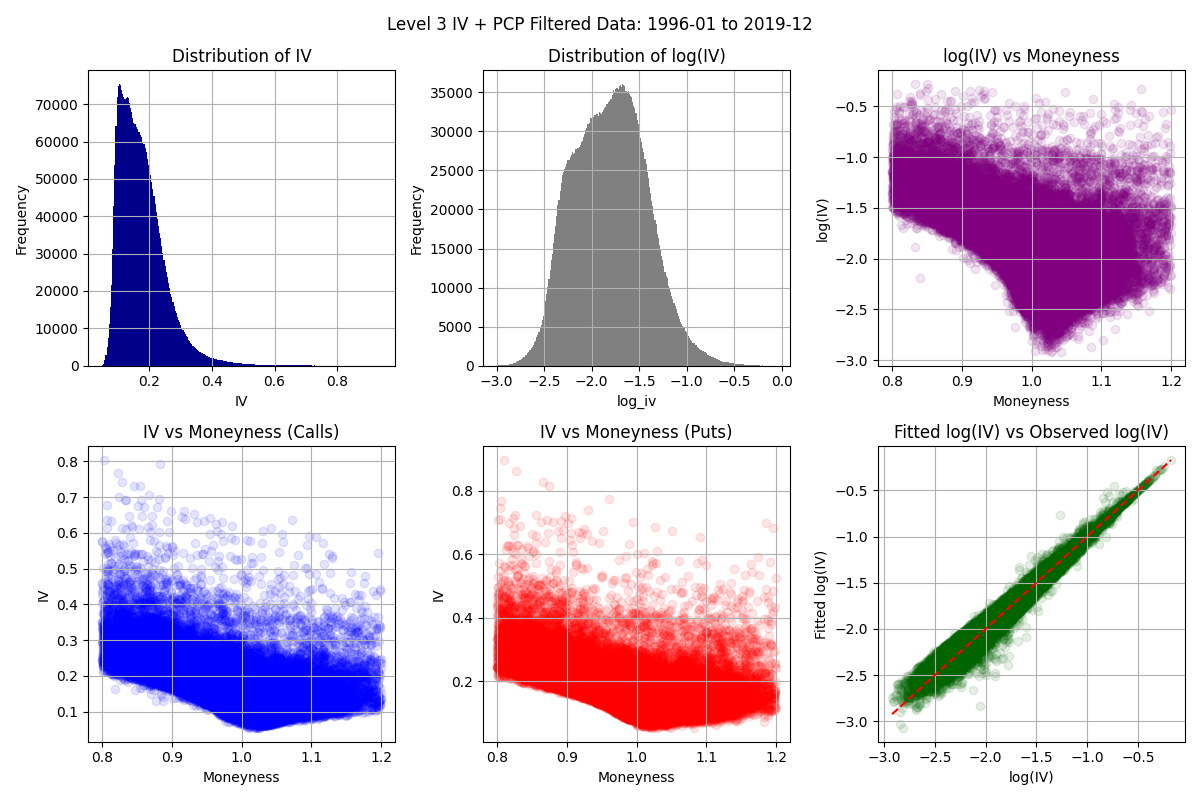 Level 3 IV + PCP Filtered Data: 1996-01 to 2019-12
Distribution of IV
Frequency
0
10000
20000
30000
40000
50000
60000
70000
0.2 0.4 0.6 0.8
IV
Distribution of log(IV)
Frequency
0
5000
10000
15000
20000
25000
30000
35000
−3.0 −2.5 −2.0 −1.5 −1.0 −0.5 0.0
log_iv
log(IV) vs Moneyness
log(IV)
−0.5
−1.0
−1.5
−2.0
−2.5
−3.0
0.8 0.9 1.0 1.1 1.2
Moneyness
IV vs Moneyness (Calls)
IV
0.8
0.7
0.6
0.5
0.4
0.3
0.2
0.1
0.8 0.9 1.0 1.1 1.2
Moneyness
IV vs Moneyness (Puts)
IV
0.8
0.6
0.4
0.2
0.8 0.9 1.0 1.1 1.2
Moneyness
Fitted log(IV) vs Observed log(IV)
Fitted log(IV)
−0.5
−1.0
−1.5
−2.0
−2.5
−3.0
−3.0 −2.5 −2.0 −1.5 −1.0 −0.5
log(IV)